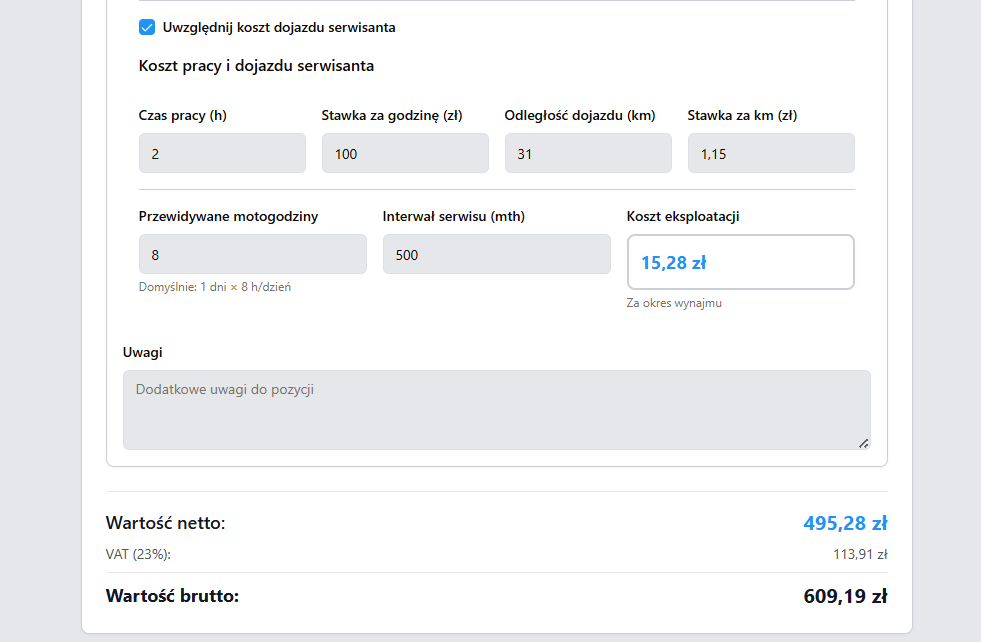 Uwzględnij koszt dojazdu serwisanta
Koszt pracy i dojazdu serwisanta
Czas pracy (h) Stawka za godzinę (zł) Odległość dojazdu (km) Stawka za km (zł)
2 100 31 1,15
Przewidywane motogodziny Interwał serwisu (mth) Koszt eksploatacji
8 500 15,28 zł
Domyślnie: 1 dni × 8 h/dzień
Za okres wynajmu
Uwagi
Dodatkowe uwagi do pozycji
Wartość netto: 495,28 zł
VAT (23%): 113,91 zł
Wartość brutto: 609,19 zł